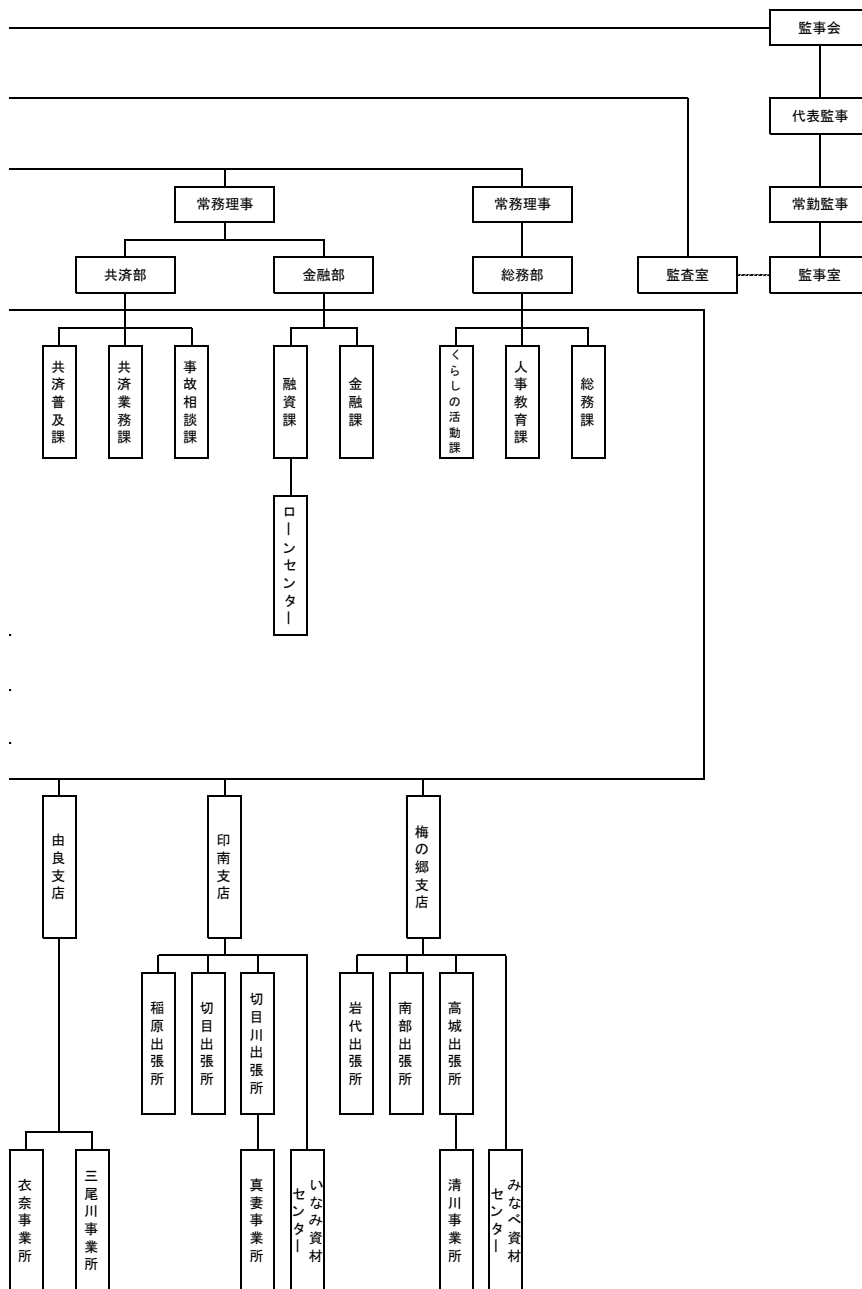 監事会
代表監事
常務理事
常務理事
常勤監事
共済部
金融部
総務部
監査室
監事室
共済普及課
共済業務課
事故相談課
融資課
金融課
くらしの活動課
人事教育課
総務課
ローンセンター
由良支店
印南支店
梅の郷支店
稲原出張所
切目出張所
切目川出張所
岩代出張所
南部出張所
高城出張所
衣奈事業所
三尾川事業所
真妻事業所
いなみ資材
センター
清川事業所
みなべ資材
センター